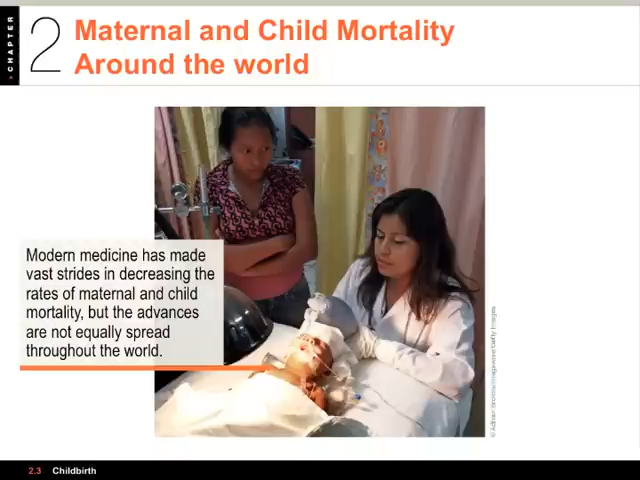 CHAPTER
2
Maternal and Child Mortality
Around the world
Modern medicine has made
vast strides in decreasing the
rates of maternal and child
mortality, but the advances
are not equally spread
throughout the world.
2.3 Childbirth